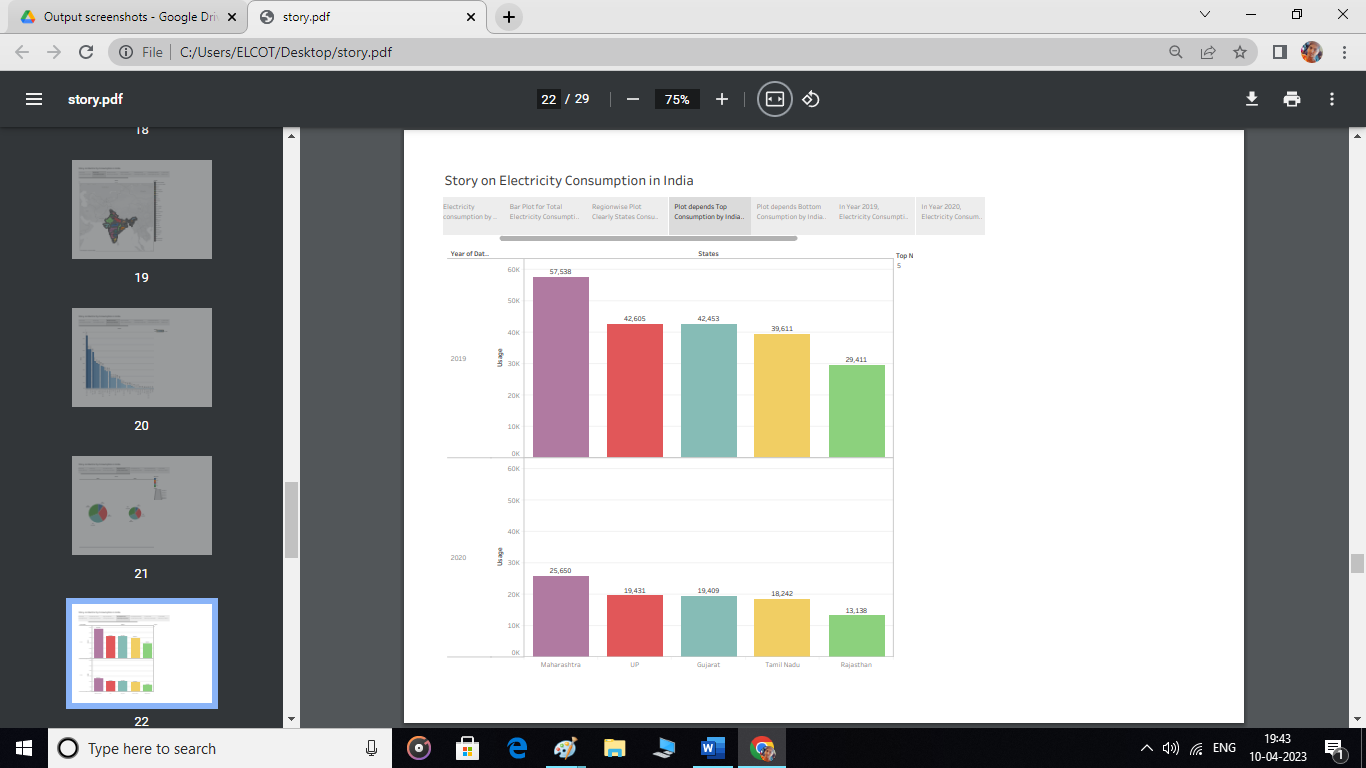 Output screenshots - Google Dri
story.pdf
File
C:/Users/ELCOT/Desktop/story.pdf
story.pdf
22 / 29
75%
18
19
20
21
22
Story on Electricity Consumption in India
Electricity consumption by ...
Bar Plot for Total Electricity Consumpti..
Regionwise Plot Clearly States Consu..
Plot depends Top Consumption by India..
Plot depends Bottom Consumption by India..
In Year 2019, Electricity Consumpti..
In Year 2020, Electricity Consum..
Year of Dat..
States
Top N
5
2019
Usage
60K
50K
40K
30K
20K
10K
0K
57,538
42,605
42,453
39,611
29,411
2020
Usage
60K
50K
40K
30K
20K
10K
0K
25,650
19,431
19,409
18,242
13,138
Maharashtra
UP
Gujarat
Tamil Nadu
Rajasthan
Type here to search
ENG
19:43
10-04-2023
1